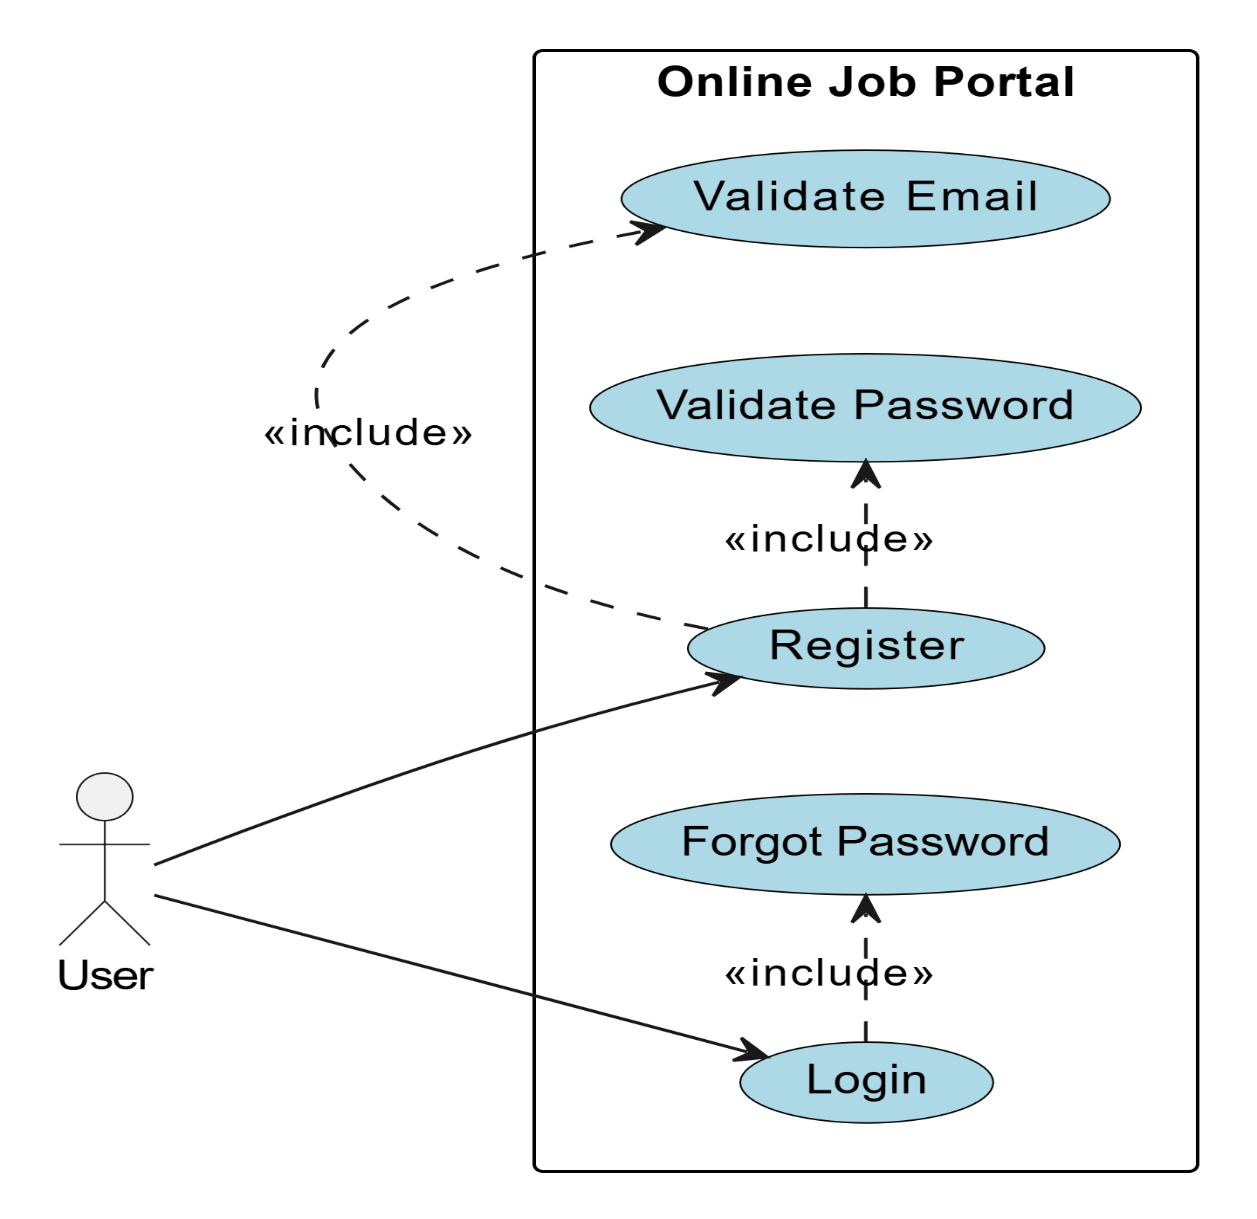 Online Job Portal
Validate Email
«include»
Validate Password
«include»
Register
Forgot Password
User
«include»
Login